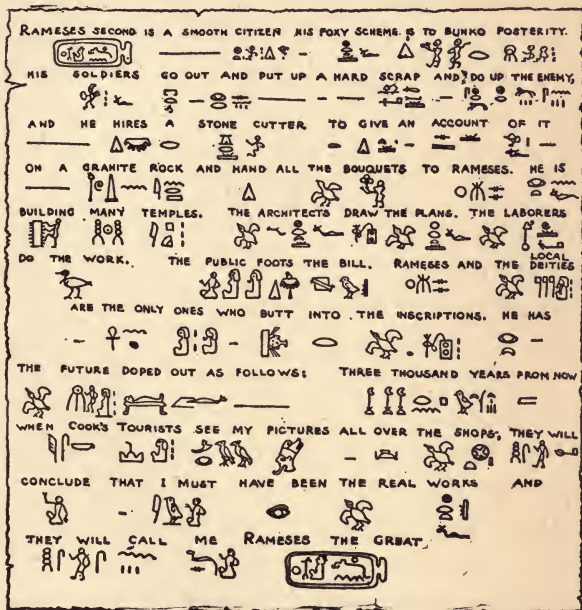 RAMESES SECOND IS A SMOOTH CITIZEN HIS FOXY SCHEME IS TO BUNKO POSTERITY.
HIS SOLDIERS GO OUT AND PUT UP A HARD SCRAP AND DO UP THE ENEMY,
AND HE HIRES A STONE CUTTER TO GIVE AN ACCOUNT OF IT
ON A GRANITE ROCK AND HAND ALL THE BOUQUETS TO RAMESES. HE IS
BUILDING MANY TEMPLES. THE ARCHITECTS DRAW THE PLANS. THE LABORERS
DO THE WORK. THE PUBLIC FOOTS THE BILL. RAMESES AND THE LOCAL DEITIES
ARE THE ONLY ONES WHO BUTT INTO THE INSCRIPTIONS. HE HAS
THE FUTURE DOPED OUT AS FOLLOWS: THREE THOUSAND YEARS FROM NOW
WHEN COOK'S TOURISTS SEE MY PICTURES ALL OVER THE SHOPS, THEY WILL
CONCLUDE THAT I MUST HAVE BEEN THE REAL WORKS AND
THEY WILL CALL ME RAMESES THE GREAT.